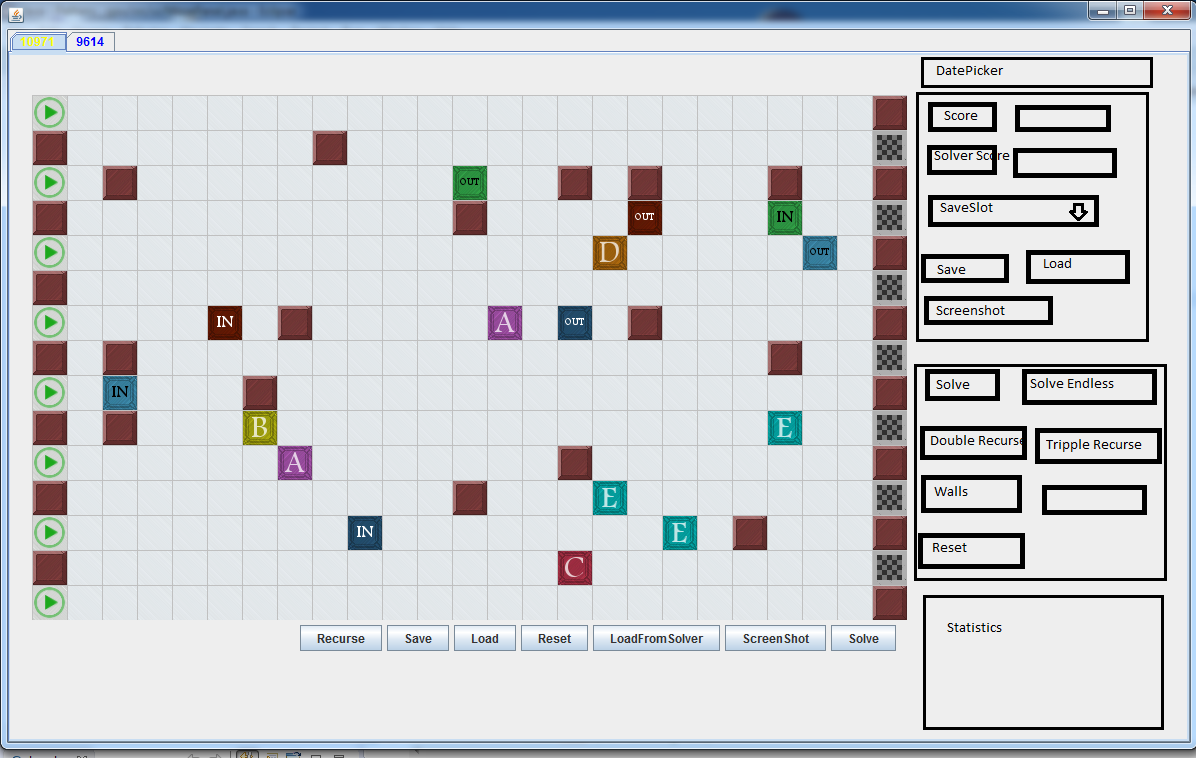 9614
DatePicker
Score
Solver Score
OUT
OUT
IN
SaveSlot
D
OUT
Save
Load
IN
A
OUT
Screenshot
IN
Solve
Solve Endless
B
E
Double Recurse
Tripple Recurse
A
E
Walls
IN
E
Reset
C
Statistics
Recurse
Save
Load
Reset
LoadFromSolver
ScreenShot
Solve